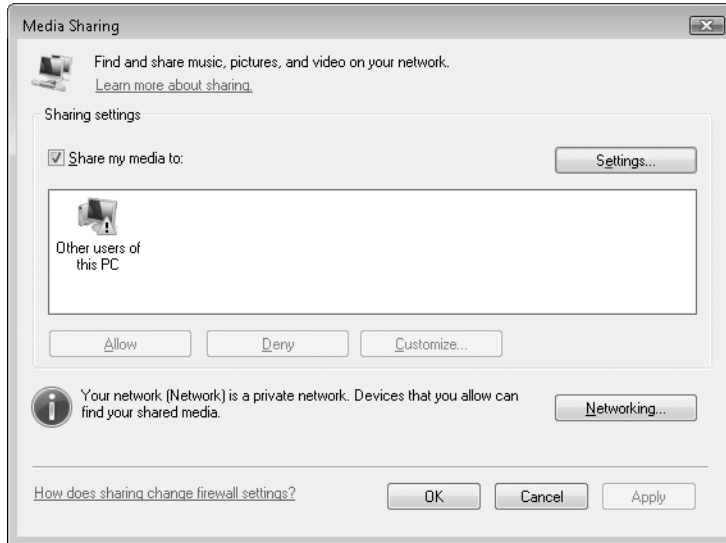 Media Sharing
Find and share music, pictures, and video on your network.
Learn more about sharing.
Sharing settings
Share my media to:
Settings...
Other users of
this PC
Allow
Deny
Customize...
Your network (Network) is a private network. Devices that you allow can
find your shared media.
Networking...
How does sharing change firewall settings?
OK
Cancel
Apply